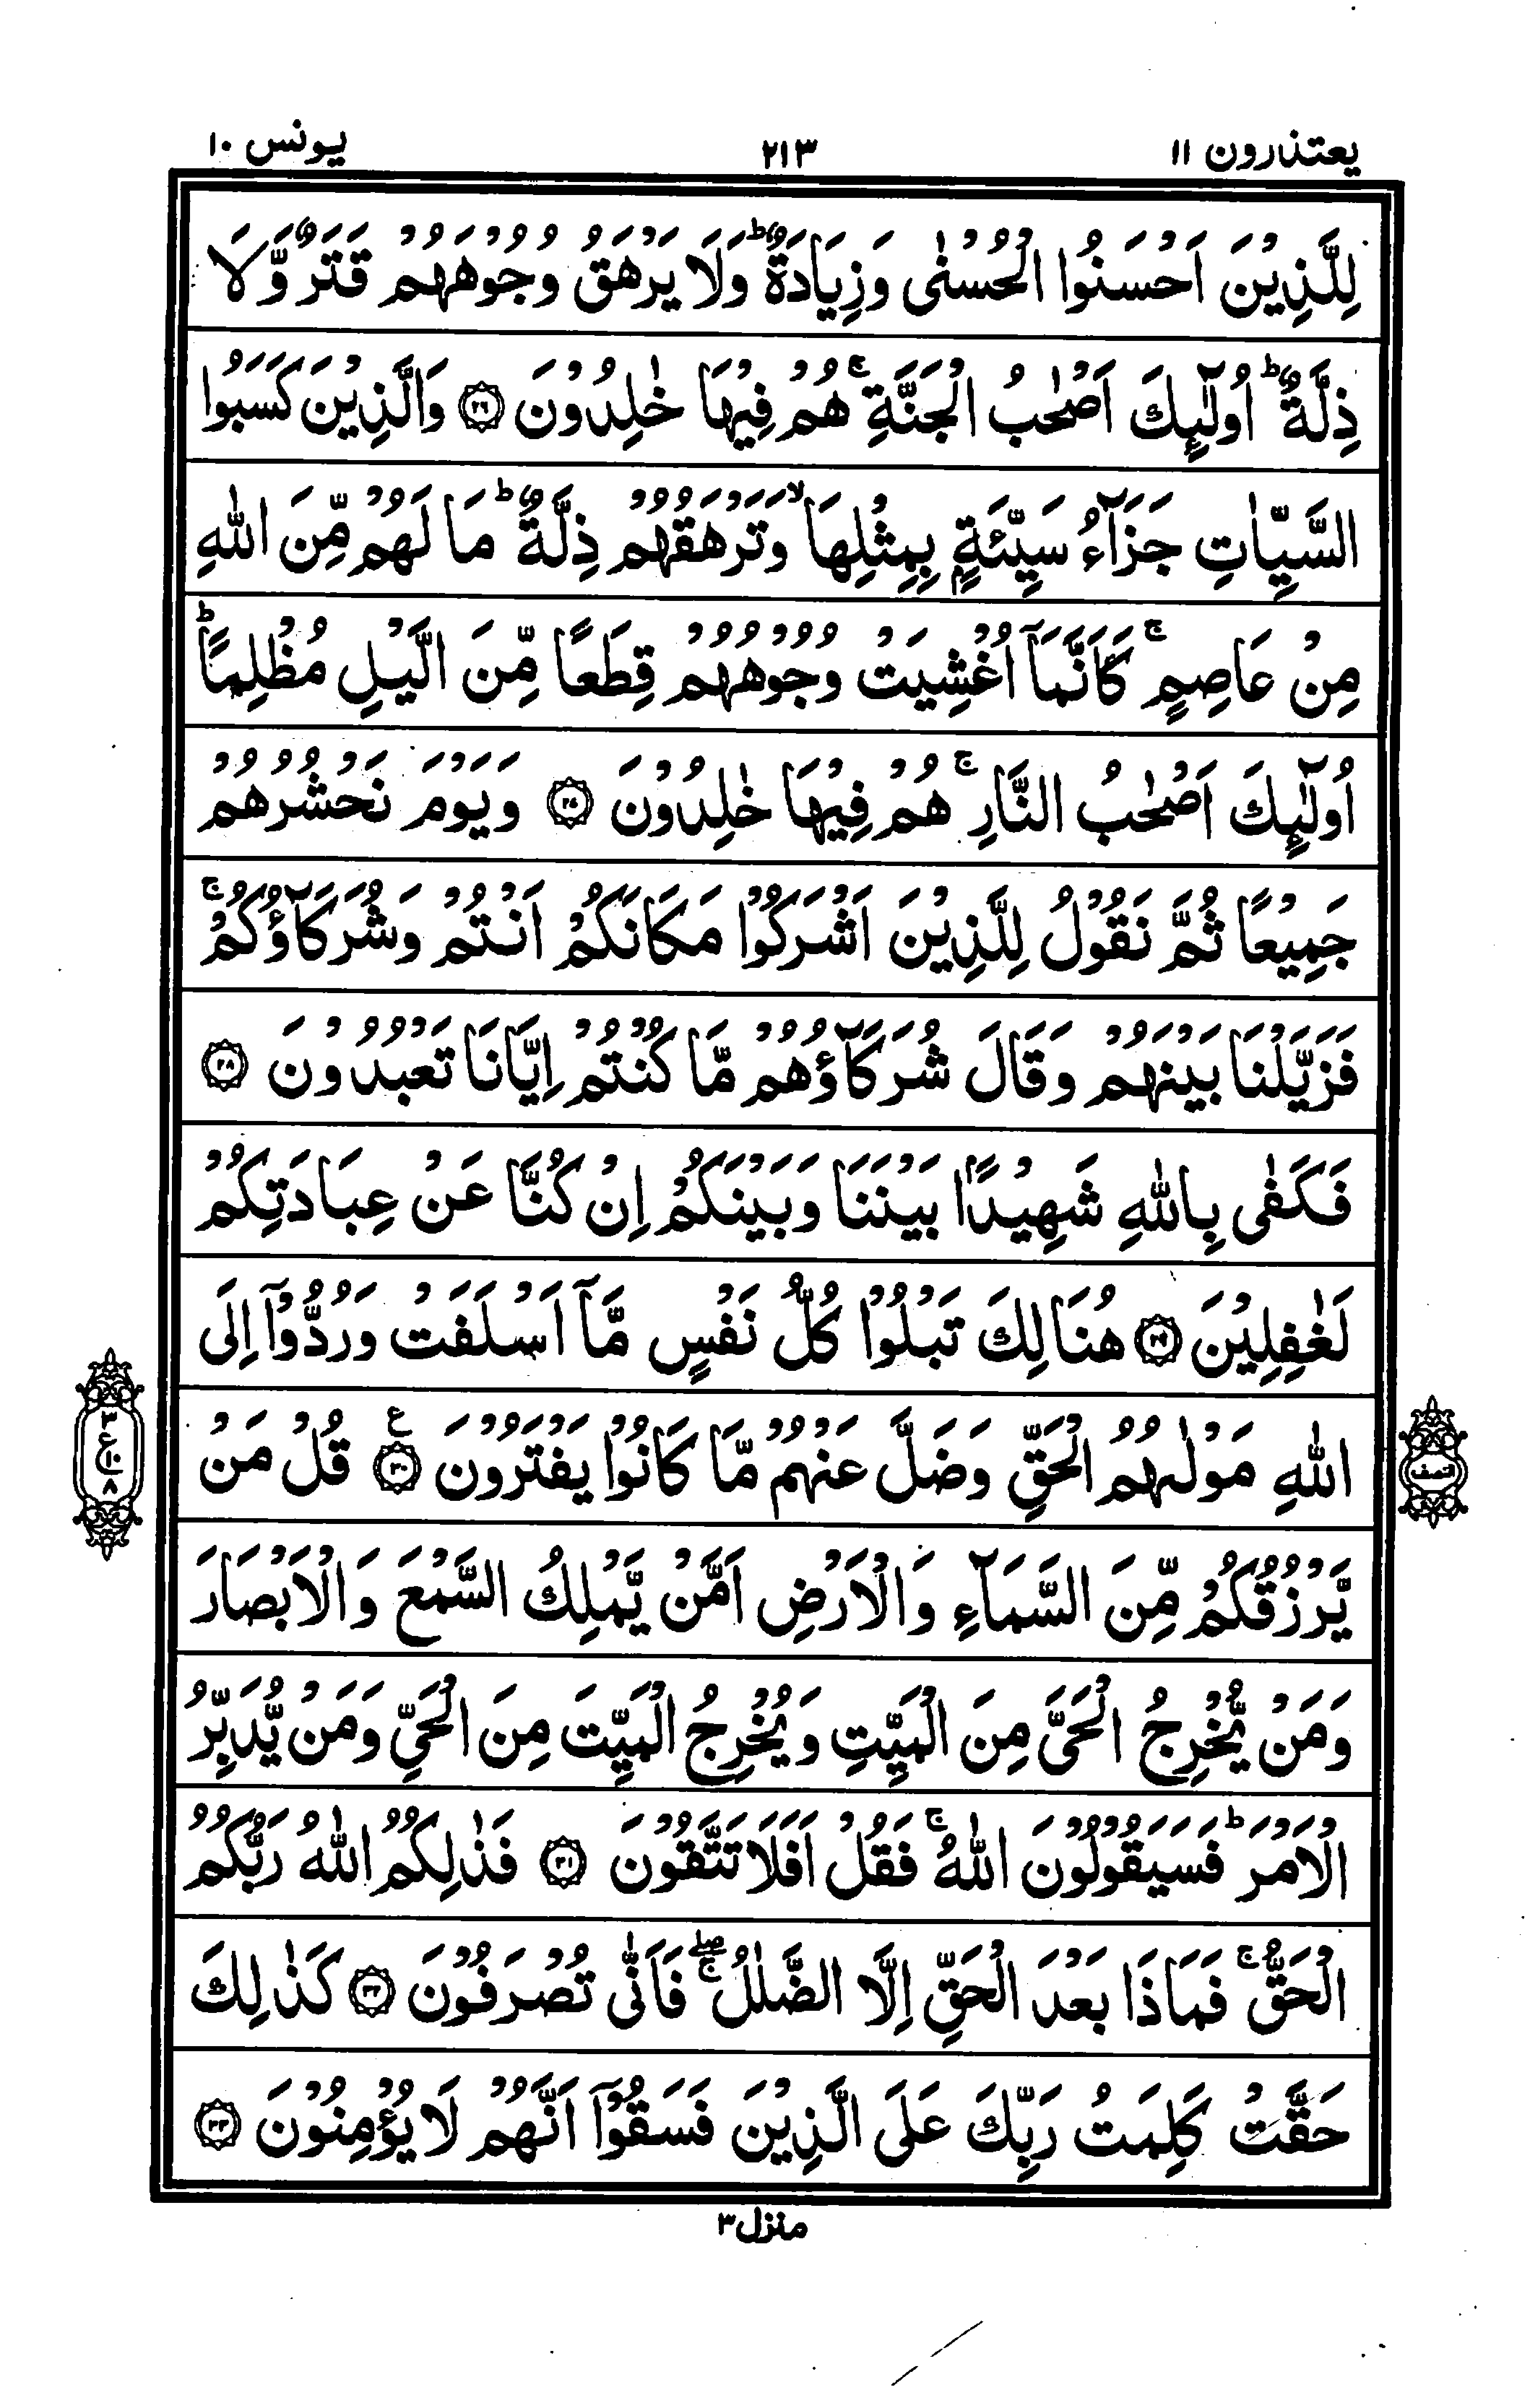 يعتذرون ١١
٢١٣
يونس ١٠
لِلَّذِيْنَ اَحْسَنُوا الْحُسْنٰى وَزِيَادَةٌ ؕ وَلَا يَرْهَقُ وُجُوْهَهُمْ قَتَرٌ وَّلَا
ذِلَّةٌ ؕ اُولٰٓئِكَ اَصْحٰبُ الْجَنَّةِ ۚ هُمْ فِيْهَا خٰلِدُوْنَ ۝٢٦ وَالَّذِيْنَ كَسَبُوا
السَّيِّاٰتِ جَزَآءُ سَيِّئَةٍۭ بِمِثْلِهَا ۙ وَتَرْهَقُهُمْ ذِلَّةٌ ؕ مَا لَهُمْ مِّنَ اللّٰهِ
مِنْ عَاصِمٍ ۚ كَاَنَّمَاۤ اُغْشِيَتْ وُجُوْهُهُمْ قِطَعًا مِّنَ الَّيْلِ مُظْلِمًا ؕ
اُولٰٓئِكَ اَصْحٰبُ النَّارِ ۚ هُمْ فِيْهَا خٰلِدُوْنَ ۝٢٧ وَيَوْمَ نَحْشُرُهُمْ
جَمِيْعًا ثُمَّ نَقُوْلُ لِلَّذِيْنَ اَشْرَكُوْا مَكَانَكُمْ اَنْتُمْ وَشُرَكَآؤُكُمْ ۚ
فَزَيَّلْنَا بَيْنَهُمْ وَقَالَ شُرَكَآؤُهُمْ مَّا كُنْتُمْ اِيَّانَا تَعْبُدُوْنَ ۝٢٨
فَكَفٰى بِاللّٰهِ شَهِيْدًۢا بَيْنَنَا وَبَيْنَكُمْ اِنْ كُنَّا عَنْ عِبَادَتِكُمْ
لَغٰفِلِيْنَ ۝٢٩ هُنَالِكَ تَبْلُوْا كُلُّ نَفْسٍ مَّاۤ اَسْلَفَتْ وَرُدُّوْۤا اِلَى
اللّٰهِ مَوْلٰىهُمُ الْحَقِّ وَضَلَّ عَنْهُمْ مَّا كَانُوْا يَفْتَرُوْنَ ۝٣٠ ع قُلْ مَنْ
يَّرْزُقُكُمْ مِّنَ السَّمَآءِ وَالْاَرْضِ اَمَّنْ يَّمْلِكُ السَّمْعَ وَالْاَبْصَارَ
وَمَنْ يُّخْرِجُ الْحَيَّ مِنَ الْمَيِّتِ وَيُخْرِجُ الْمَيِّتَ مِنَ الْحَيِّ وَمَنْ يُّدَبِّرُ
الْاَمْرَ ؕ فَسَيَقُوْلُوْنَ اللّٰهُ ۚ فَقُلْ اَفَلَا تَتَّقُوْنَ ۝٣١ فَذٰلِكُمُ اللّٰهُ رَبُّكُمُ
الْحَقُّ ۚ فَمَاذَا بَعْدَ الْحَقِّ اِلَّا الضَّلٰلُ ۖۚ فَاَنّٰى تُصْرَفُوْنَ ۝٣٢ كَذٰلِكَ
حَقَّتْ كَلِمَتُ رَبِّكَ عَلَى الَّذِيْنَ فَسَقُوْۤا اَنَّهُمْ لَا يُؤْمِنُوْنَ ۝٣٣
النصف
٣
ع ١٠
٨
منزل ٣